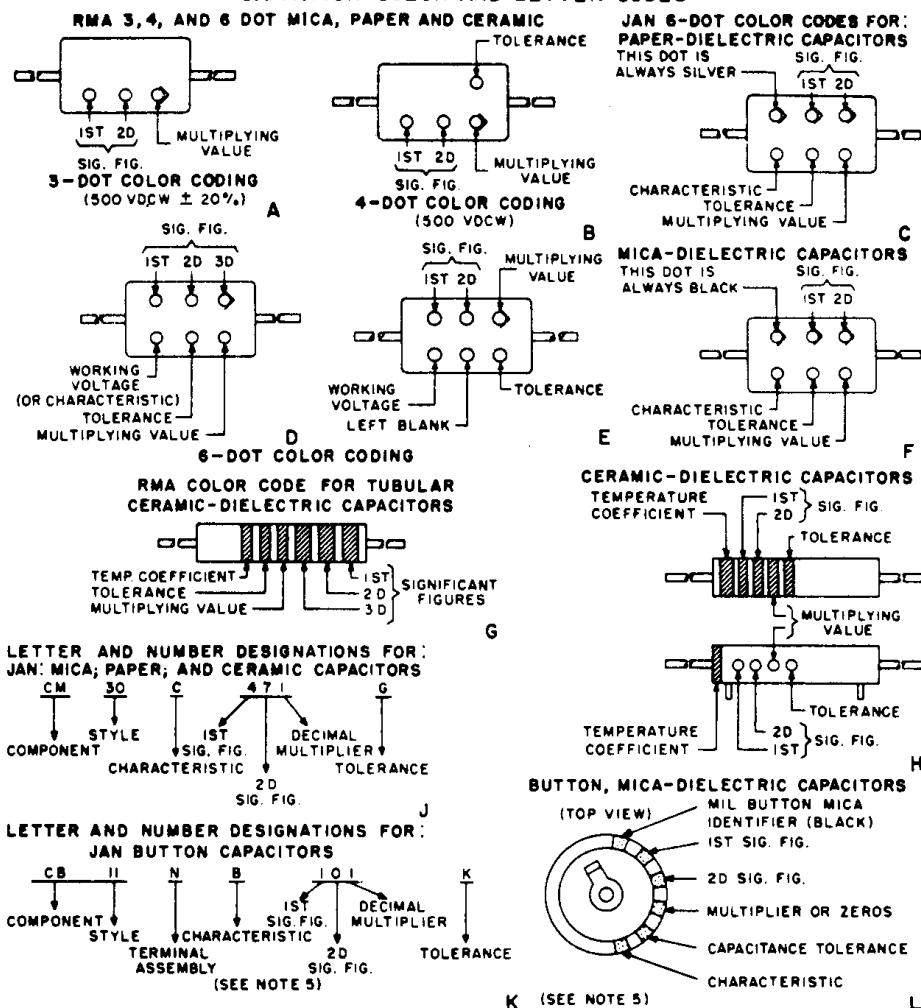 RMA 3,4, AND 6 DOT MICA, PAPER AND CERAMIC
TOLERANCE
1ST 2D
SIG. FIG.
MULTIPLYING
VALUE
3-DOT COLOR CODING
(500 VDCW ± 20%)
A
1ST 2D
SIG. FIG.
MULTIPLYING
VALUE
4-DOT COLOR CODING
(500 VDCW)
B
JAN 6-DOT COLOR CODES FOR:
PAPER-DIELECTRIC CAPACITORS
THIS DOT IS
ALWAYS SILVER
SIG. FIG.
1ST 2D
CHARACTERISTIC
TOLERANCE
MULTIPLYING VALUE
C
SIG. FIG.
1ST 2D 3D
WORKING
VOLTAGE
(OR CHARACTERISTIC)
TOLERANCE
MULTIPLYING VALUE
D
6-DOT COLOR CODING
SIG. FIG.
1ST 2D
MULTIPLYING
VALUE
WORKING
VOLTAGE
LEFT BLANK
TOLERANCE
E
MICA-DIELECTRIC CAPACITORS
THIS DOT IS
ALWAYS BLACK
SIG. FIG.
1ST 2D
CHARACTERISTIC
TOLERANCE
MULTIPLYING VALUE
F
RMA COLOR CODE FOR TUBULAR
CERAMIC-DIELECTRIC CAPACITORS
TEMP. COEFFICIENT
TOLERANCE
MULTIPLYING VALUE
1ST
2D
3D
SIGNIFICANT
FIGURES
G
CERAMIC-DIELECTRIC CAPACITORS
TEMPERATURE
COEFFICIENT
1ST
2D
SIG. FIG.
TOLERANCE
MULTIPLYING
VALUE
TOLERANCE
TEMPERATURE
COEFFICIENT
2D
1ST
SIG. FIG.
H
LETTER AND NUMBER DESIGNATIONS FOR:
JAN: MICA; PAPER; AND CERAMIC CAPACITORS
CM 30 C 471 G
COMPONENT
STYLE
CHARACTERISTIC
1ST
SIG. FIG.
2D
SIG. FIG.
DECIMAL
MULTIPLIER
TOLERANCE
J
LETTER AND NUMBER DESIGNATIONS FOR:
JAN BUTTON CAPACITORS
CB 11 N B 101 K
COMPONENT
STYLE
TERMINAL
ASSEMBLY
CHARACTERISTIC
(SEE NOTE 5)
1ST
SIG. FIG.
2D
SIG. FIG.
DECIMAL
MULTIPLIER
TOLERANCE
K
BUTTON, MICA-DIELECTRIC CAPACITORS
(TOP VIEW)
MIL BUTTON MICA
IDENTIFIER (BLACK)
1ST SIG. FIG.
2D SIG. FIG.
MULTIPLIER OR ZEROS
CAPACITANCE TOLERANCE
CHARACTERISTIC
(SEE NOTE 5)
L